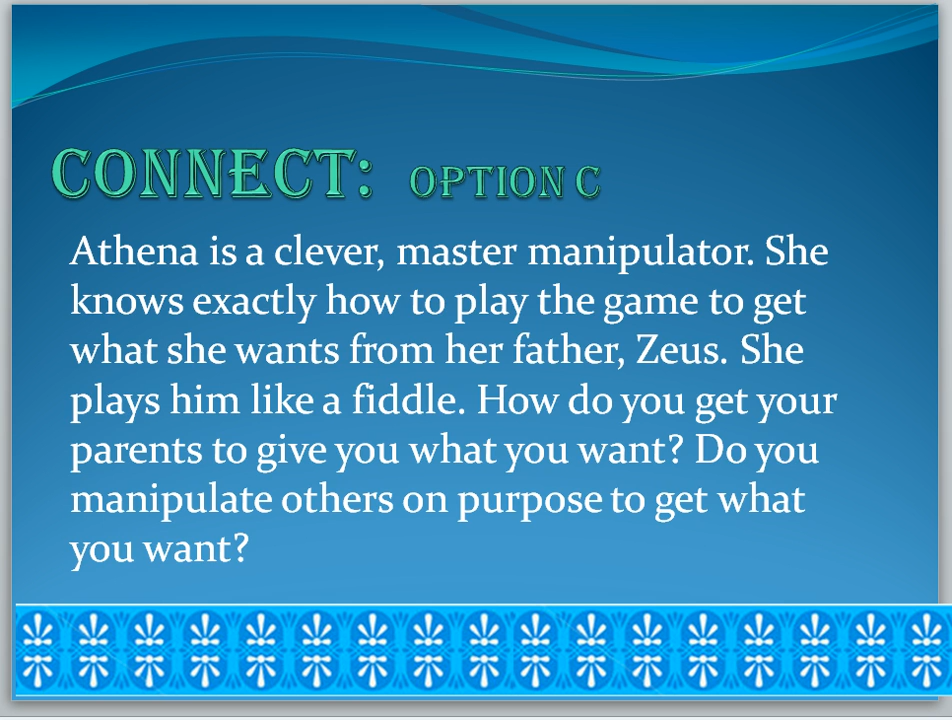 CONNECT: OPTION C
Athena is a clever, master manipulator. She
knows exactly how to play the game to get
what she wants from her father, Zeus. She
plays him like a fiddle. How do you get your
parents to give you what you want? Do you
manipulate others on purpose to get what
you want?